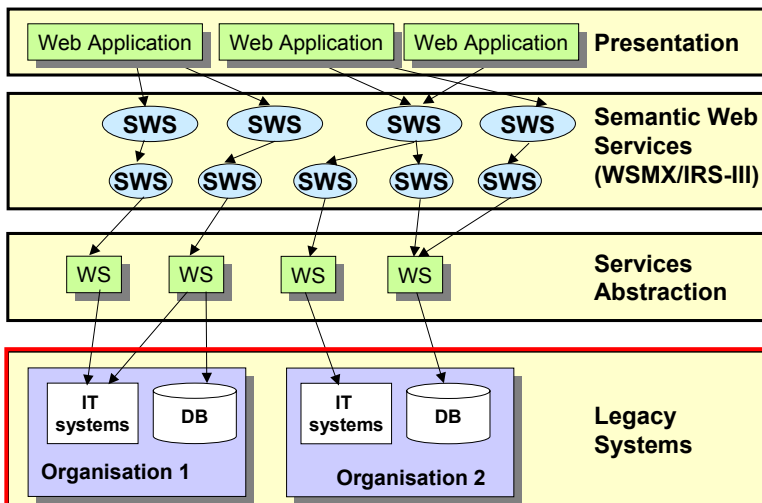 Web Application
Web Application
Web Application
Presentation
SWS
SWS
SWS
SWS
Semantic Web
Services
(WSMX/IRS-III)
SWS
SWS
SWS
SWS
SWS
WS
WS
WS
WS
Services
Abstraction
IT
systems
DB
Organisation 1
IT
systems
DB
Organisation 2
Legacy
Systems